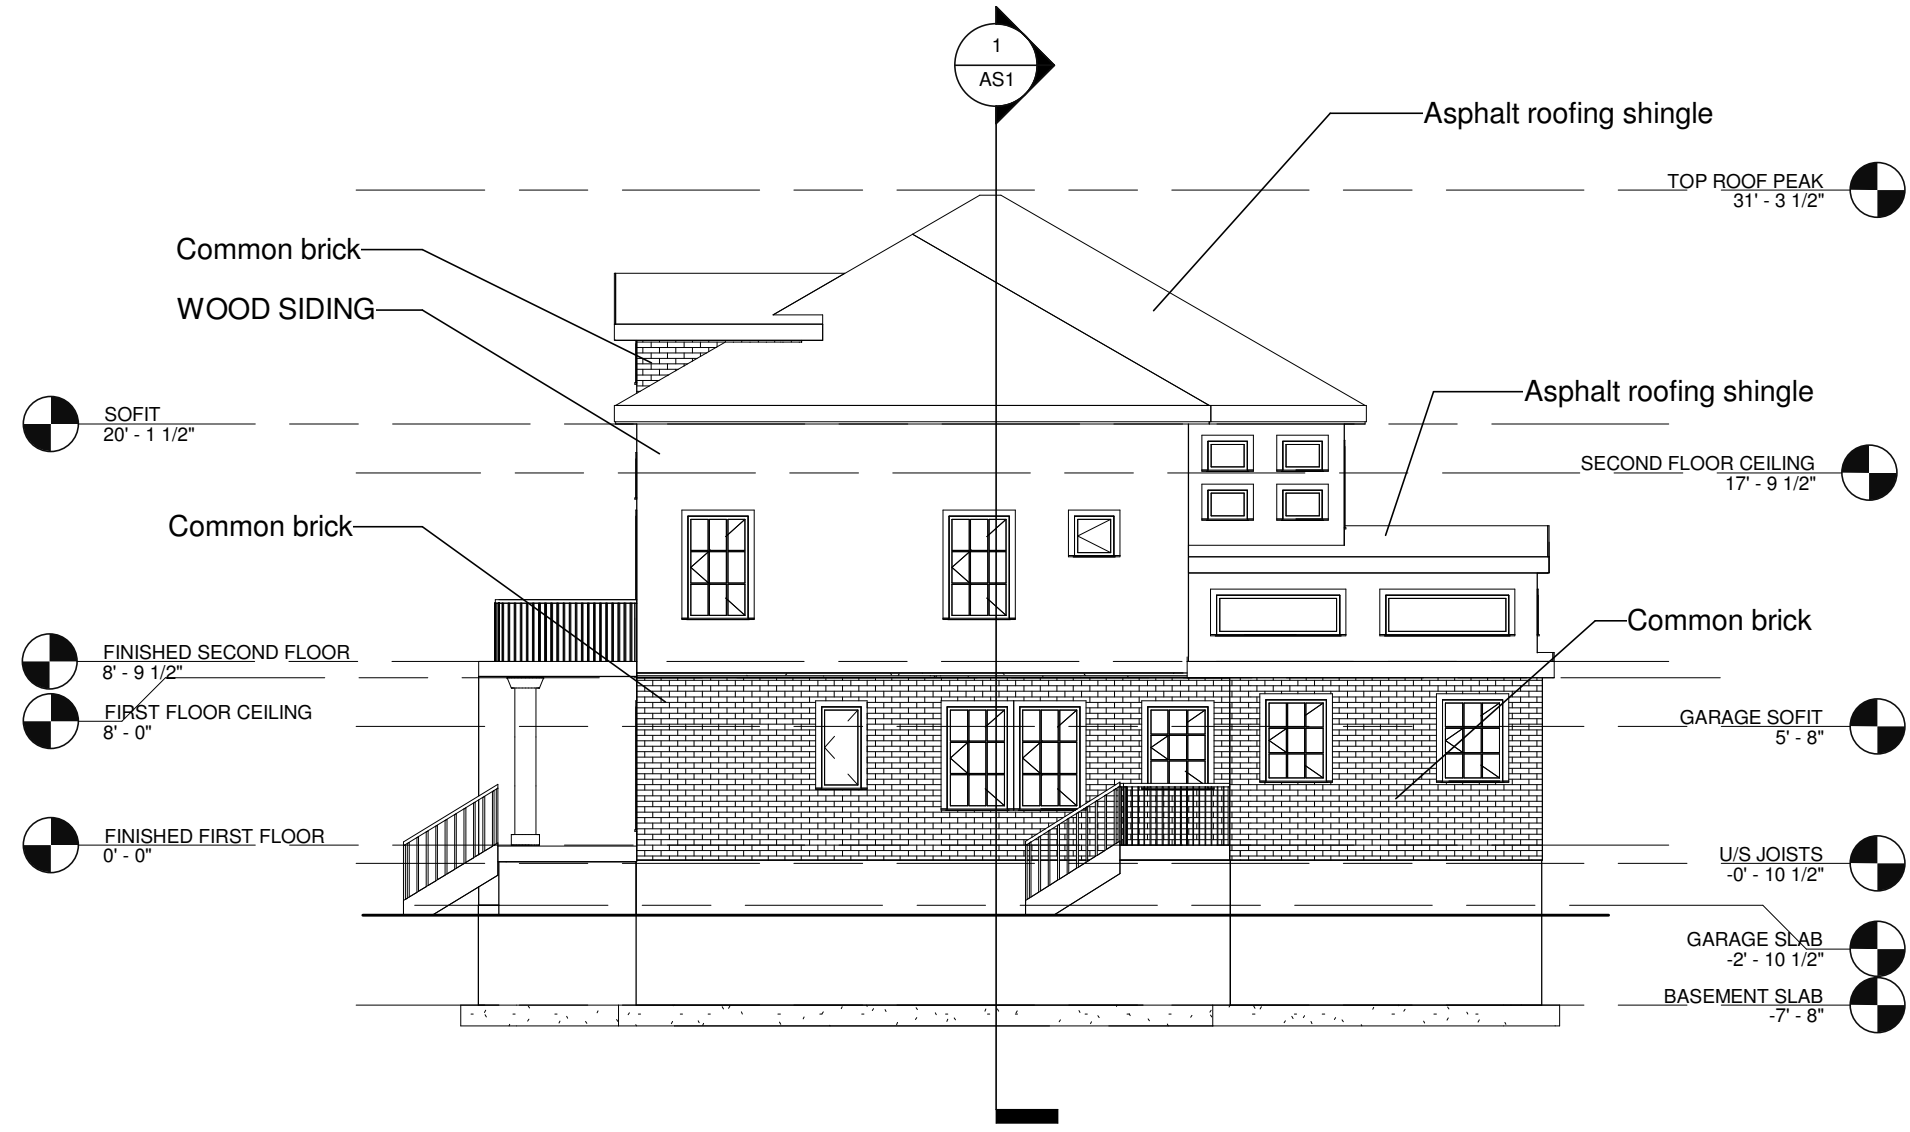 1
AS1
Asphalt roofing shingle
TOP ROOF PEAK
31' - 3 1/2"
Common brick
WOOD SIDING
Asphalt roofing shingle
SOFIT
20' - 1 1/2"
SECOND FLOOR CEILING
17' - 9 1/2"
Common brick
Common brick
FINISHED SECOND FLOOR
8' - 9 1/2"
FIRST FLOOR CEILING
8' - 0"
GARAGE SOFIT
5' - 8"
FINISHED FIRST FLOOR
0' - 0"
U/S JOISTS
-0' - 10 1/2"
GARAGE SLAB
-2' - 10 1/2"
BASEMENT SLAB
-7' - 8"